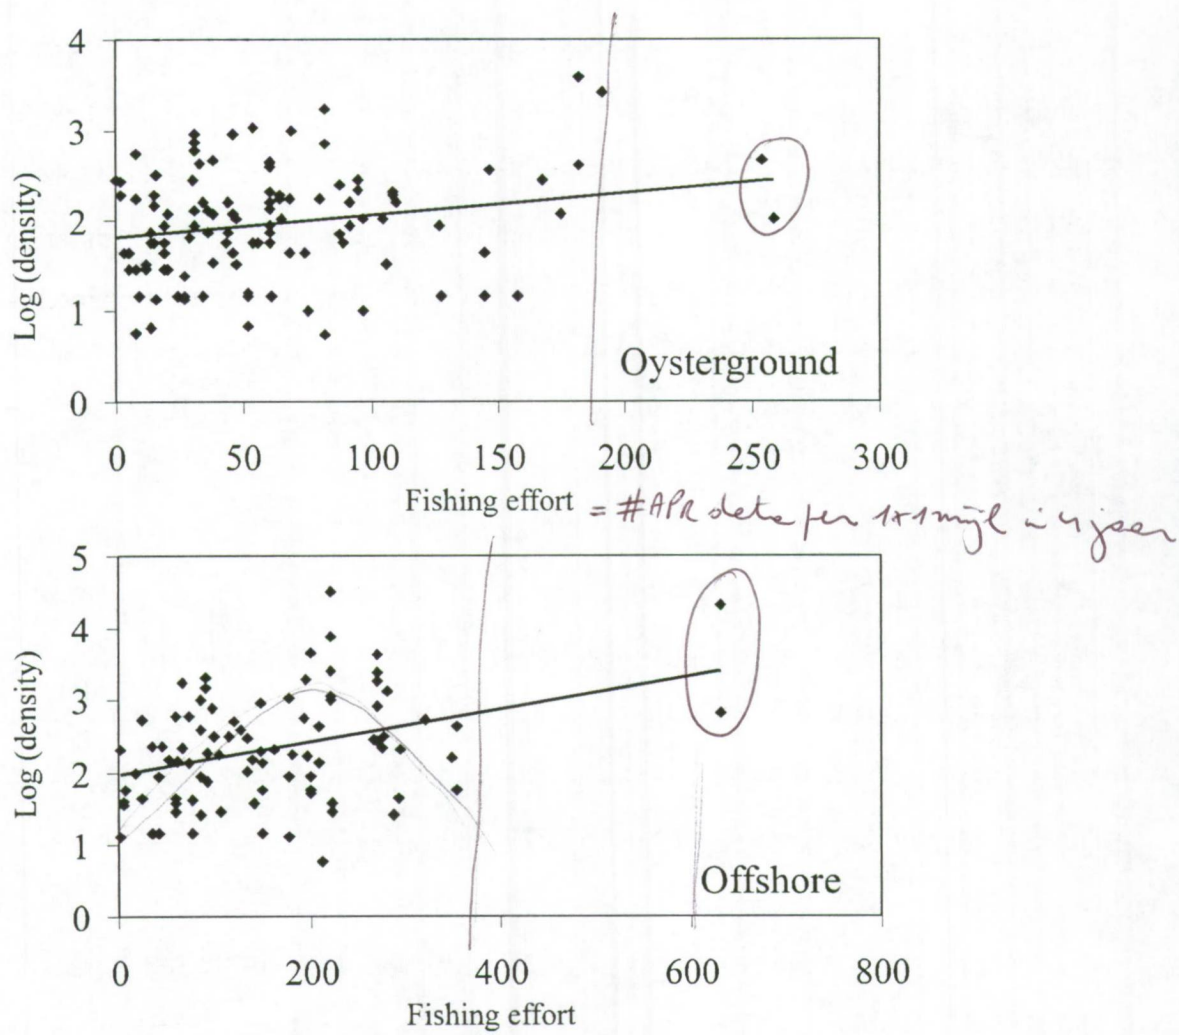 4
3
2
1
0
Log (density)
Oysterground
0 50 100 150 200 250 300
Fishing effort = #APR data per 1x1 mijl in 4 jaar
5
4
3
2
1
0
Log (density)
Offshore
0 200 400 600 800
Fishing effort